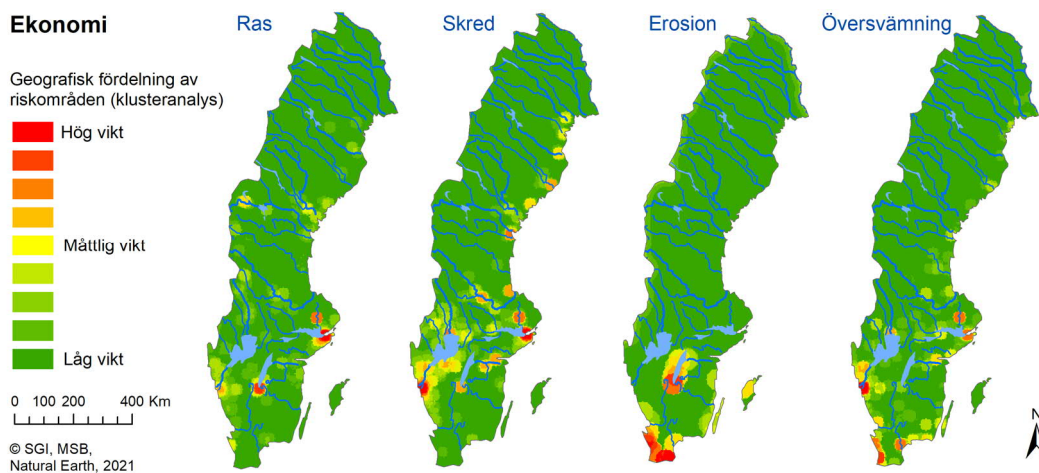 Ekonomi
Ras
Skred
Erosion
Översvämning
Geografisk fördelning av
riskområden (klusteranalys)
Hög vikt
Måttlig vikt
Låg vikt
0 100 200 400 Km
© SGI, MSB,
Natural Earth, 2021
N